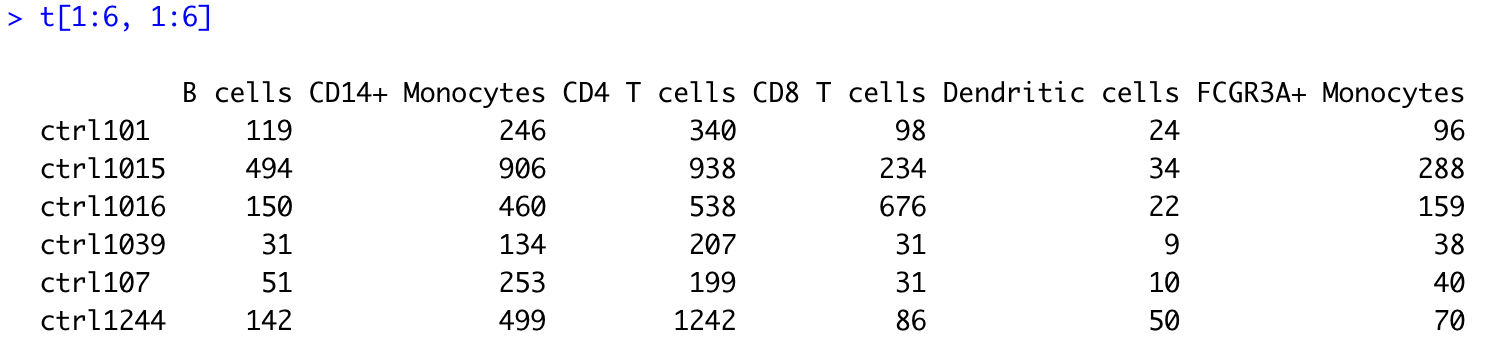 > t[1:6, 1:6]
B cells CD14+ Monocytes CD4 T cells CD8 T cells Dendritic cells FCGR3A+ Monocytes
ctrl101 119 246 340 98 24 96
ctrl1015 494 906 938 234 34 288
ctrl1016 150 460 538 676 22 159
ctrl1039 31 134 207 31 9 38
ctrl107 51 253 199 31 10 40
ctrl1244 142 499 1242 86 50 70